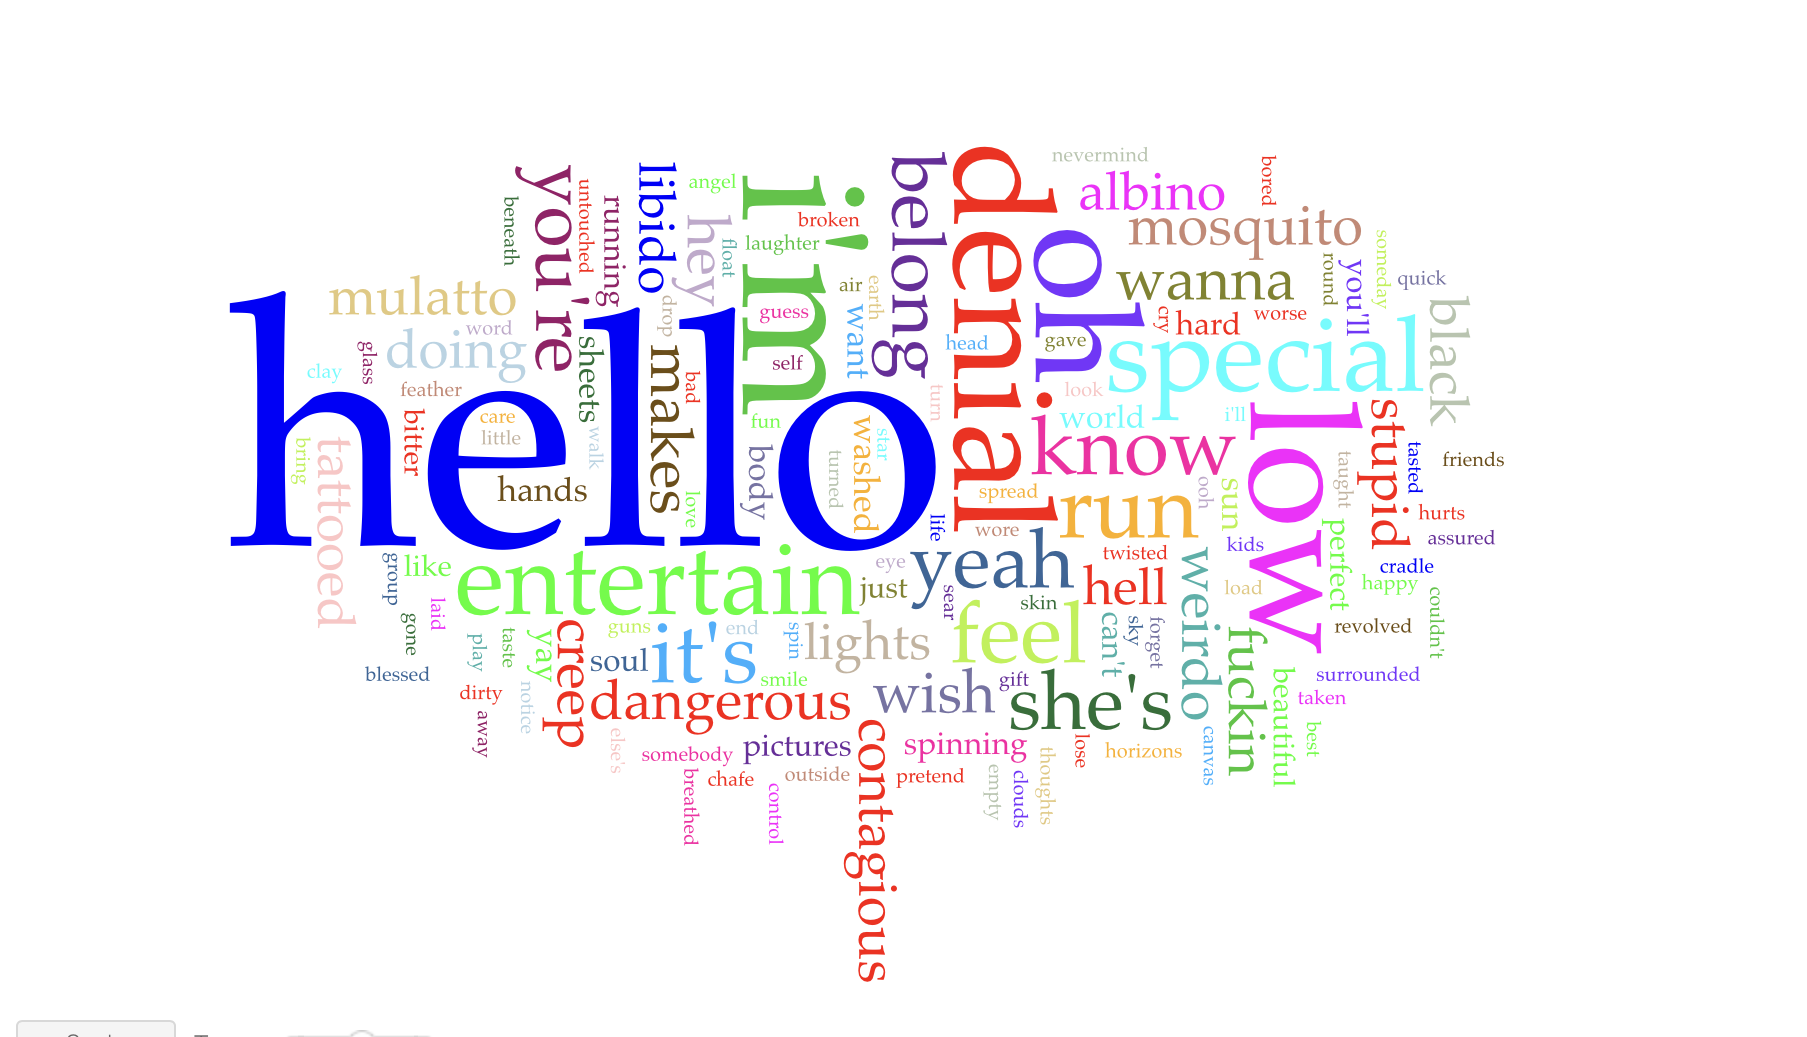 nevermind
denial
belong
i'm
angel
libido
you're
untouched
running
beneath
hey
float
broken
laughter
albino
bored
mosquito
oh
wanna
round
you'll
someday
quick
black
mulatto
word
doing
glass
clay
feather
drop
air
earth
guess
want
self
head
gave
cry
hard
worse
special
hello
sheets
makes
bad
fun
turn
look
world
i'll
low
stupid
tasted
friends
bitter
care
little
walk
bring
tattooed
hands
love
body
turned
washed
star
life
know
spread
run
ooh
sun
taught
hurts
assured
wore
yeah
twisted
kids
perfect
cradle
happy
couldn't
group
like
entertain
eye
just
sear
skin
hell
weirdo
load
revolved
gone
laid
play
taste
yay
creep
guns
end
soul
it's
spin
lights
feel
can't
sky
forget
fuckin
beautiful
surrounded
taken
blessed
dirty
away
notice
dangerous
smile
wish
gift
she's
else's
somebody
pictures
contagious
spinning
lose
horizons
canvas
best
breathed
chafe
control
outside
pretend
empty
clouds
thoughts